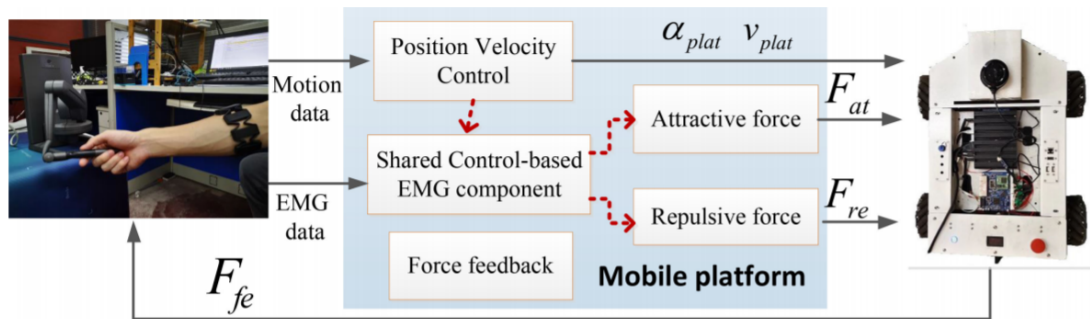 Motion
data
EMG
data
Position Velocity
Control
Shared Control-based
EMG component
Force feedback
Attractive force
Repulsive force
Mobile platform
α_plat v_plat
F_at
F_re
F_fe